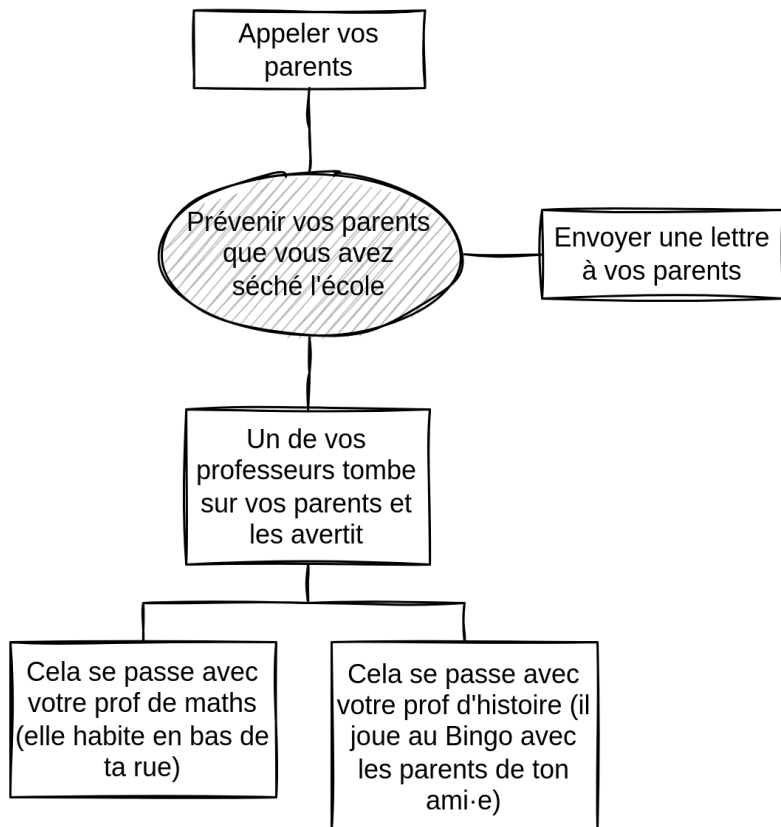 Appeler vos
parents
Prévenir vos parents
que vous avez
séché l'école
Envoyer une lettre
à vos parents
Un de vos
professeurs tombe
sur vos parents et
les avertit
Cela se passe avec
votre prof de maths
(elle habite en bas de
ta rue)
Cela se passe avec
votre prof d'histoire (il
joue au Bingo avec
les parents de ton
ami·e)